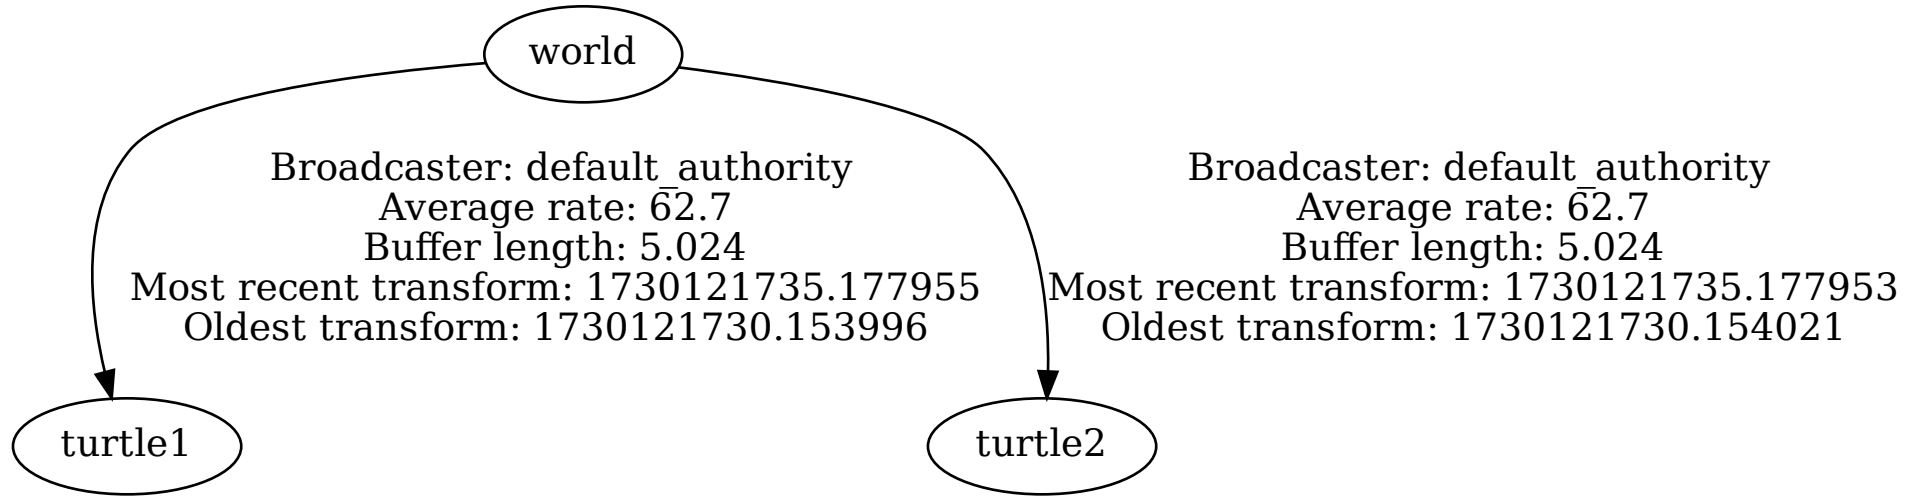 world
Broadcaster: default_authority
Average rate: 62.7
Buffer length: 5.024
Most recent transform: 1730121735.177955
Oldest transform: 1730121730.153996
Broadcaster: default_authority
Average rate: 62.7
Buffer length: 5.024
Most recent transform: 1730121735.177953
Oldest transform: 1730121730.154021
turtle1
turtle2